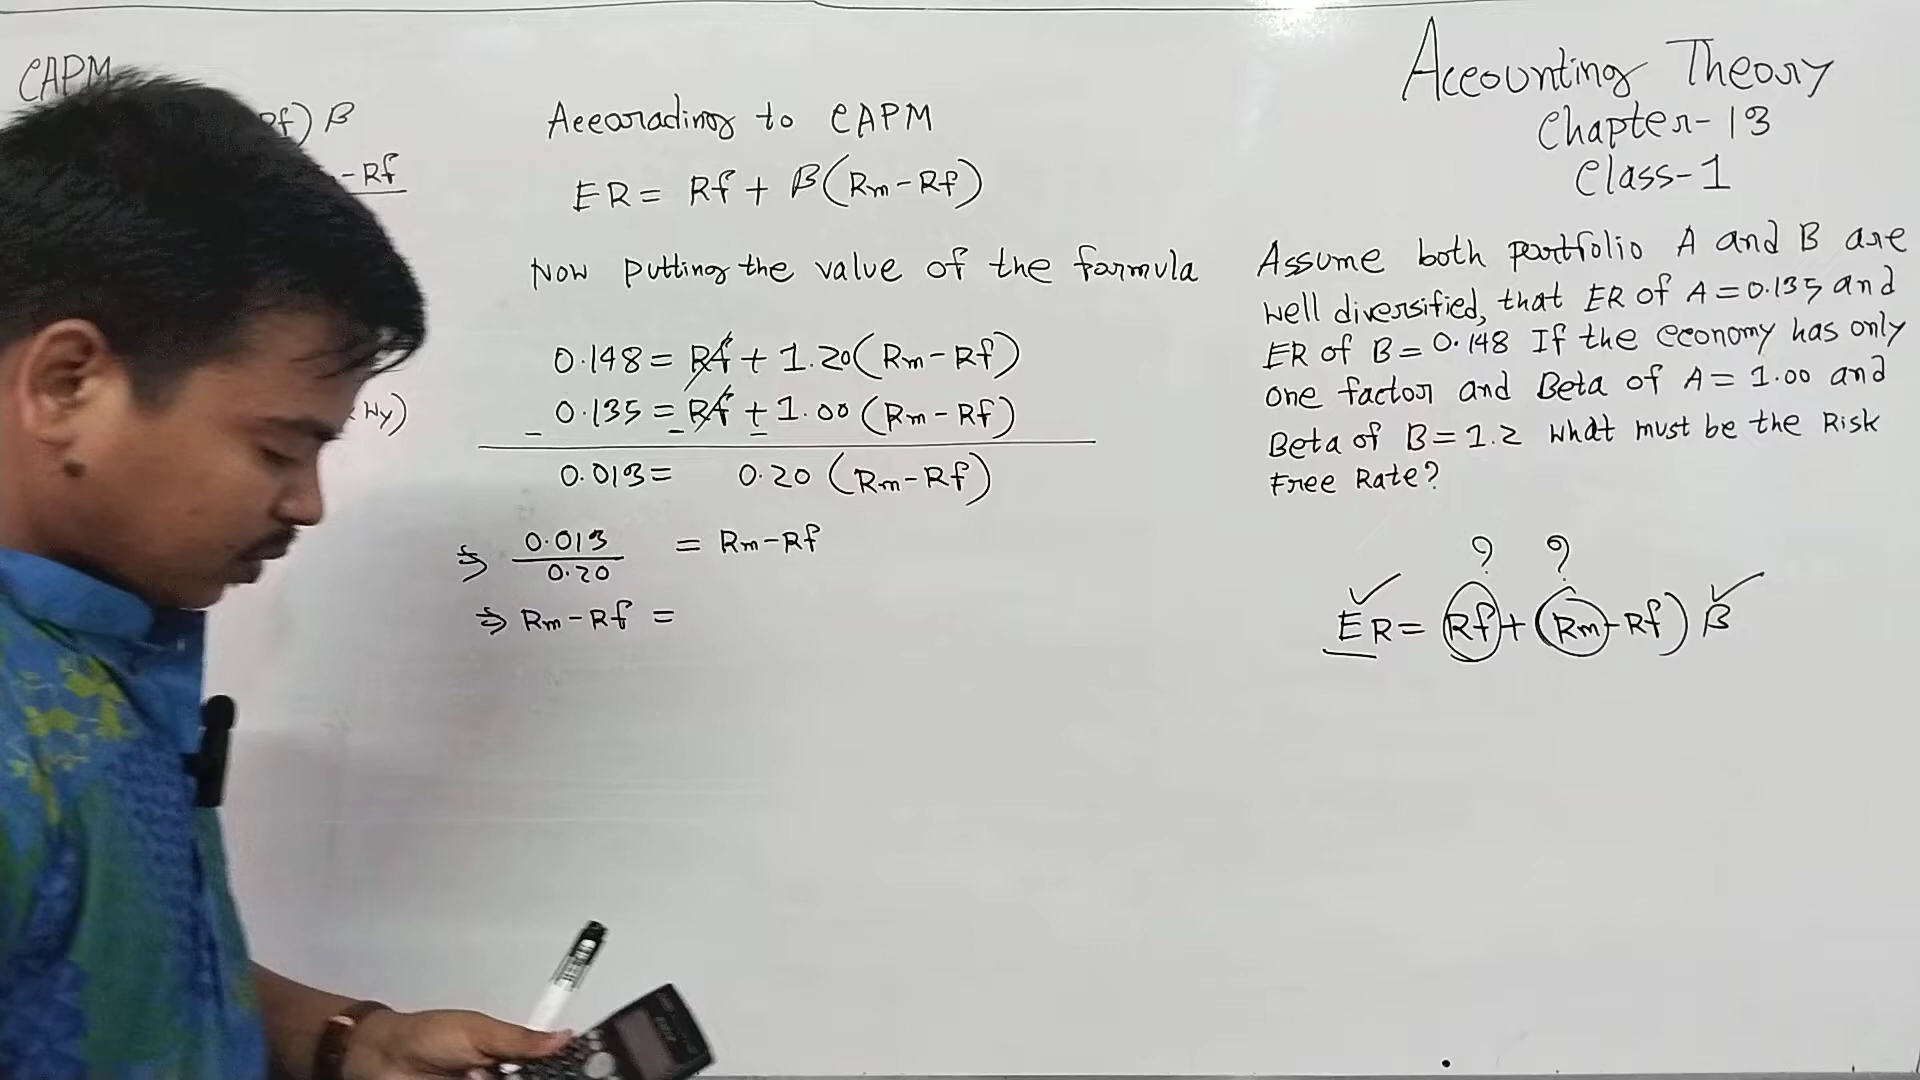 CAPM
Rf) β
-Rf
Wy)
Accoarading to CAPM
ER= Rf + β(Rm-Rf)
Now putting the value of the farmula
0.148= Rf + 1.20(Rm-Rf)
0.135 = Rf + 1.00 (Rm-Rf)
- - -
0.013= 0.20 (Rm-Rf)
⇒ 0.013/0.20 = Rm-Rf
⇒ Rm-Rf =
Accounting Theory
Chapter-13
Class-1
Assume both portfolio A and B are
well diversified, that ER of A=0.135 and
ER of B=0.148 If the economy has only
one factor and Beta of A= 1.00 and
Beta of B=1.2 what must be the Risk
Free Rate?
? ?
ER= Rf+ (Rm-Rf) β